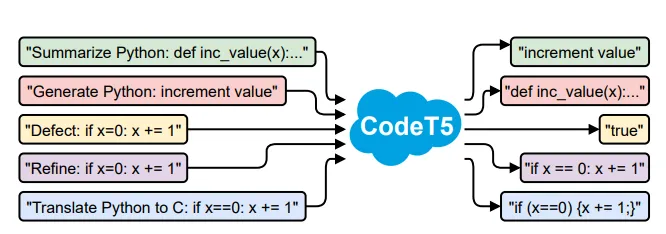 "Summarize Python: def inc_value(x):..."
"increment value"
"Generate Python: increment value"
"def inc_value(x):..."
CodeT5
"Defect: if x=0: x += 1"
"true"
"Refine: if x=0: x += 1"
"if x == 0: x += 1"
"Translate Python to C: if x==0: x += 1"
"if (x==0) {x += 1;}"